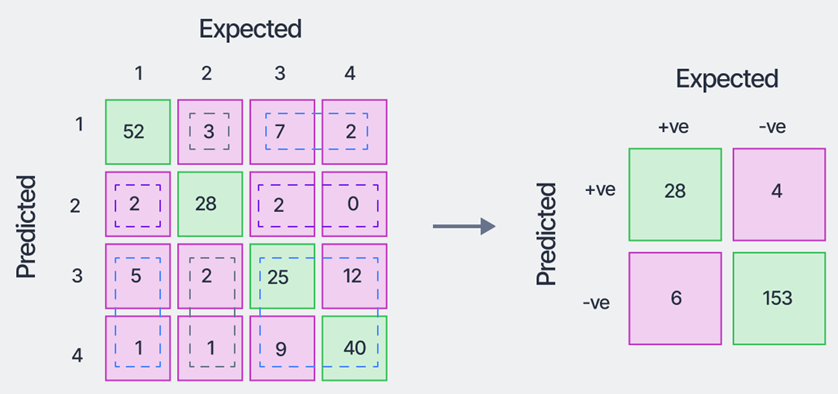 Expected
1 2 3 4
Predicted
1 52 3 7 2
2 2 28 2 0
3 5 2 25 12
4 1 1 9 40
Expected
+ve -ve
Predicted
+ve 28 4
-ve 6 153